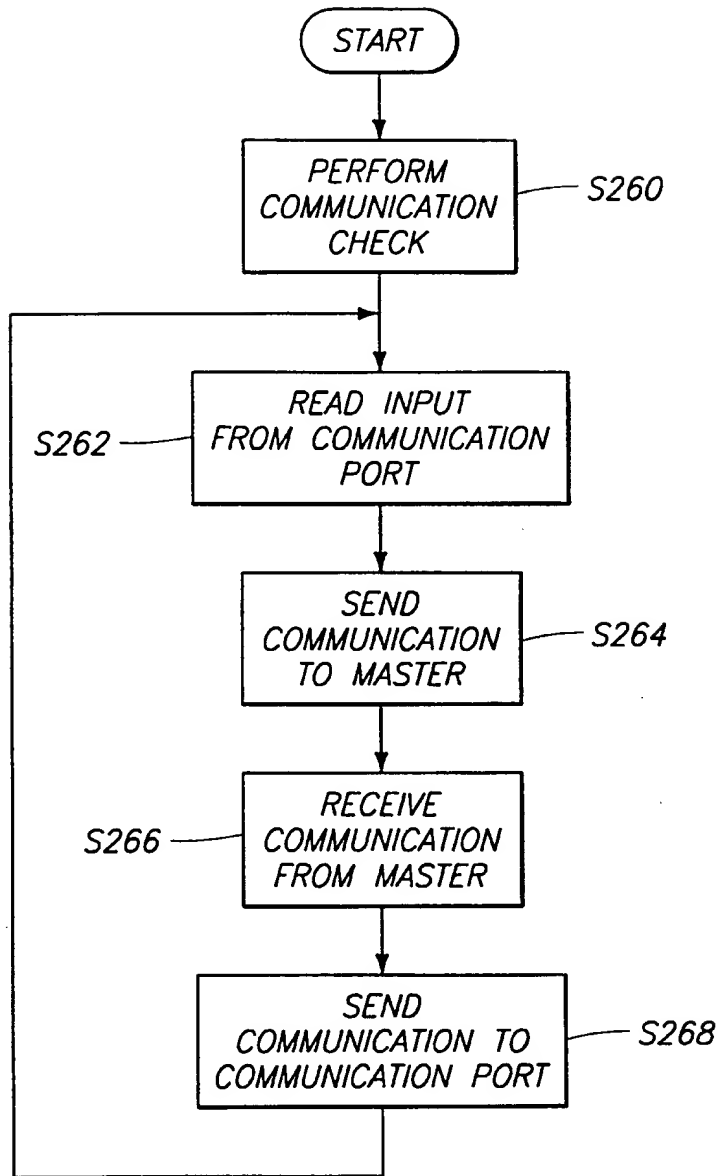 START
PERFORM
COMMUNICATION
CHECK
S260
READ INPUT
FROM COMMUNICATION
PORT
S262
SEND
COMMUNICATION
TO MASTER
S264
RECEIVE
COMMUNICATION
FROM MASTER
S266
SEND
COMMUNICATION TO
COMMUNICATION PORT
S268